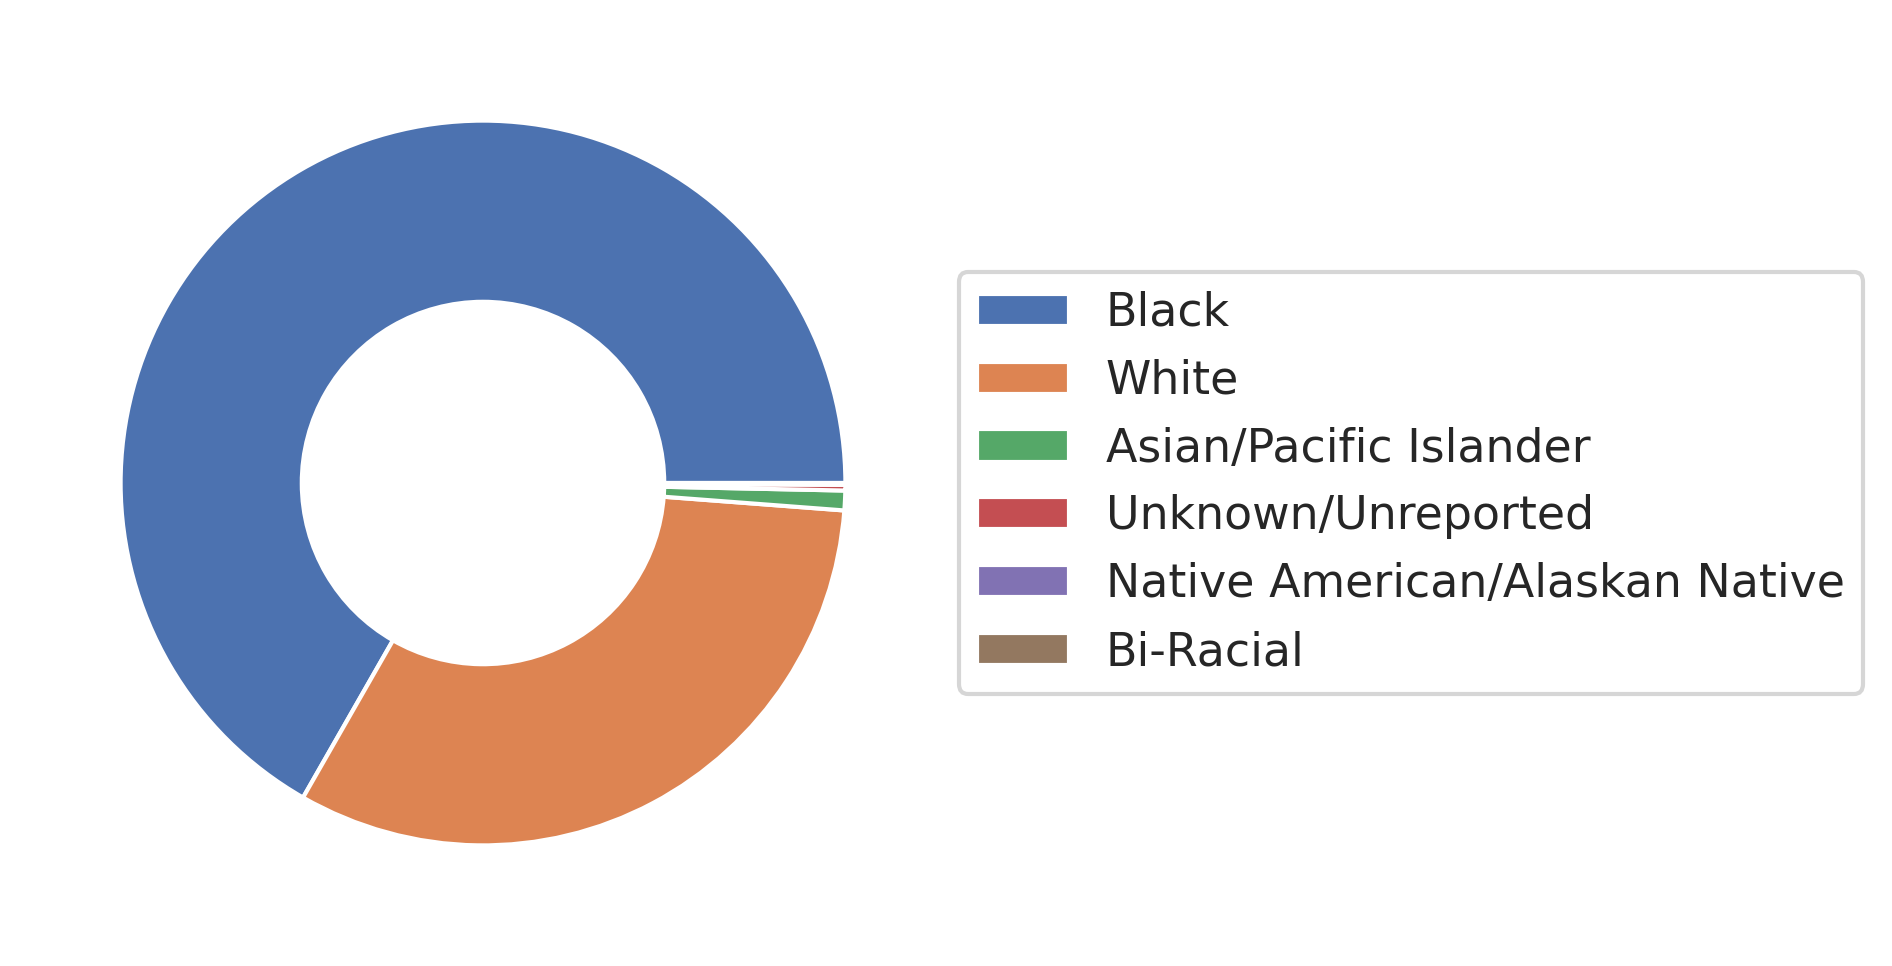 Black
White
Asian/Pacific Islander
Unknown/Unreported
Native American/Alaskan Native
Bi-Racial